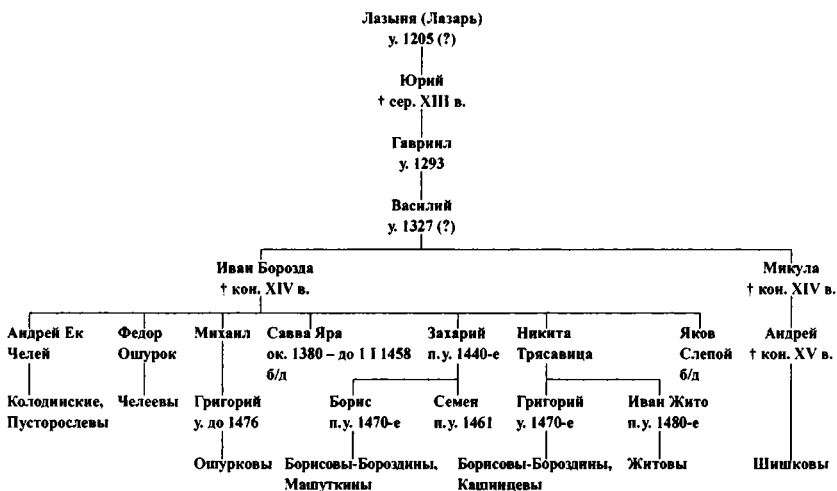 Лазыня (Лазарь)
у. 1205 (?)
Юрий
† сер. XIII в.
Гавриил
у. 1293
Василий
у. 1327 (?)
Иван Борозда
† кон. XIV в.
Микула
† кон. XIV в.
Андрей Ек
Челей
Федор
Ошурок
Михаил
Савва Яра
ок. 1380 – до 1 I 1458
б/д
Захарий
п. у. 1440-е
Никита
Трясавица
Яков
Слепой
б/д
Андрей
† кон. XV в.
Колодинские,
Пусторослевы
Челеевы
Григорий
у. до 1476
Борис
п.у. 1470-е
Семен
п.у. 1461
Григорий
у. 1470-е
Иван Жито
п.у. 1480-е
Ошурковы
Борисовы-Бороздины,
Машуткины
Борисовы-Бороздины,
Кашинцевы
Житовы
Шишковы